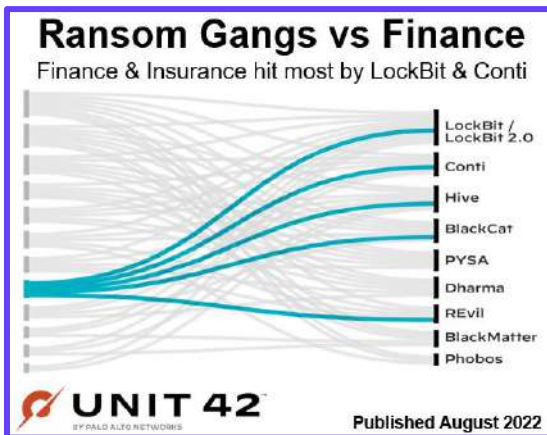 Ransom Gangs vs Finance
Finance & Insurance hit most by LockBit & Conti
LockBit /
LockBit 2.0
Conti
Hive
BlackCat
PYSA
Dharma
REvil
BlackMatter
Phobos
UNIT 42
BY PALO ALTO NETWORKS
Published August 2022